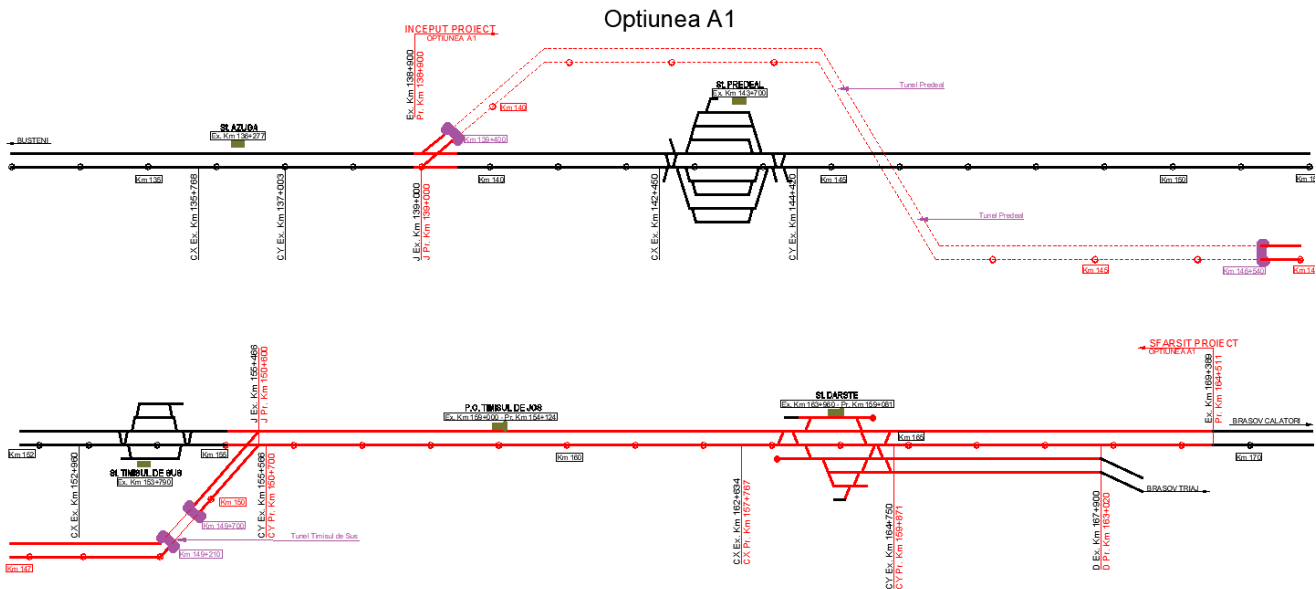 Optiunea A1
INCEPUT PROIECT
OPTIUNEA A1
Ex. Km 138+900
Pr. Km 138+900
St. PREDEAL
Ex. Km 143+700
Tunel Predeal
Km 140
St. AZUGA
Ex. Km 136+277
Km 139+400
BUSTENI
Km 135
Km 140
Km 145
Km 150
CX Ex. Km 135+768
CY Ex. Km 137+003
J Ex. Km 139+000
J Pr. Km 139+000
CX Ex. Km 142+450
CY Ex. Km 144+420
Tunel Predeal
Km 145
Km 146+540
SFARSIT PROIECT
OPTIUNEA A1
J Ex. Km 155+466
J Pr. Km 150+600
Ex. Km 169+389
Pr. Km 164+511
P.O. TIMISUL DE JOS
Ex. Km 159+000 - Pr. Km 154+124
St. DARSTE
Ex. Km 163+960 - Pr. Km 159+081
BRASOV CALATORI
Km 152
Km 155
Km 160
Km 165
Km 170
St. TIMISUL DE SUS
Ex. Km 153+790
CX Ex. Km 152+960
CY Ex. Km 155+566
CY Pr. Km 150+700
CX Ex. Km 162+634
CX Pr. Km 157+767
CY Ex. Km 164+750
CY Pr. Km 159+871
D Ex. Km 167+900
D Pr. Km 163+020
BRASOV TRIAJ
Km 150
Km 149+700
Tunel Timisul de Sus
Km 149+210
Km 147